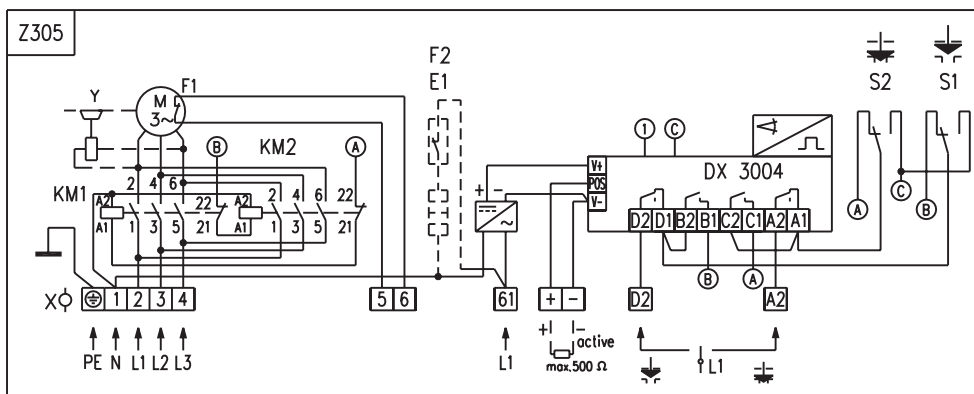 Z305
F2
E1
S2 S1
Y
M
3~
F1
B
KM2
A
1 C
DX 3004
V+
POS
V-
+ -
KM1
A2
A1
2 4 6
1 3 5
22
21
A2
A1
2 4 6
1 3 5
22
21
D2 D1 B2 B1 C2 C1 A2 A1
A
C
B
B
A
X
1 2 3 4
5 6
61
+ -
D2
A2
PE N L1 L2 L3
L1
+ - active
max.500 Ω
L1